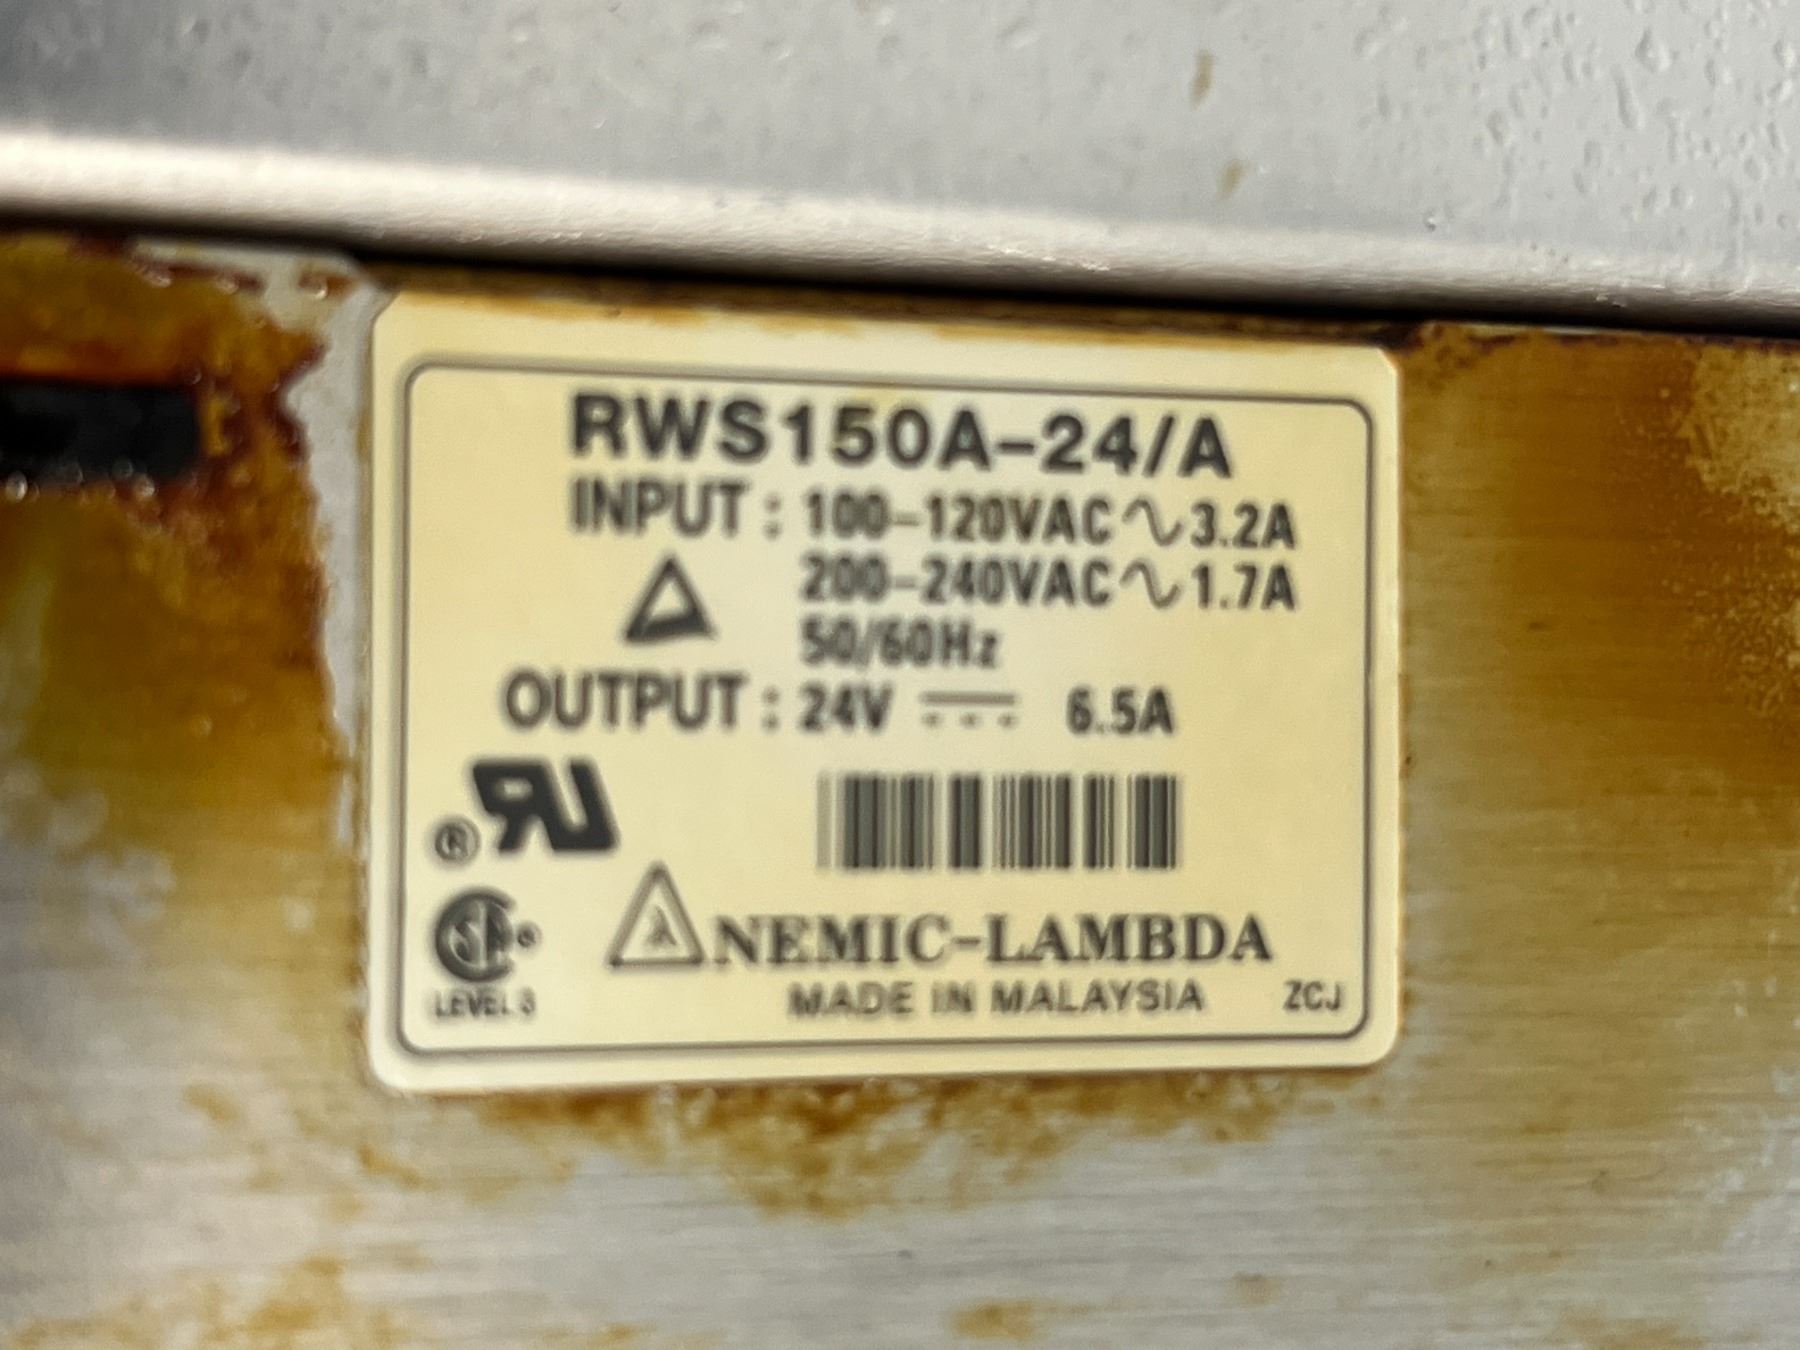 RWS150A-24/A
INPUT : 100-120VAC∿3.2A
200-240VAC∿1.7A
50/60Hz
OUTPUT : 24V ⎓ 6.5A
®
NEMIC-LAMBDA
LEVEL 3
MADE IN MALAYSIA ZCJ